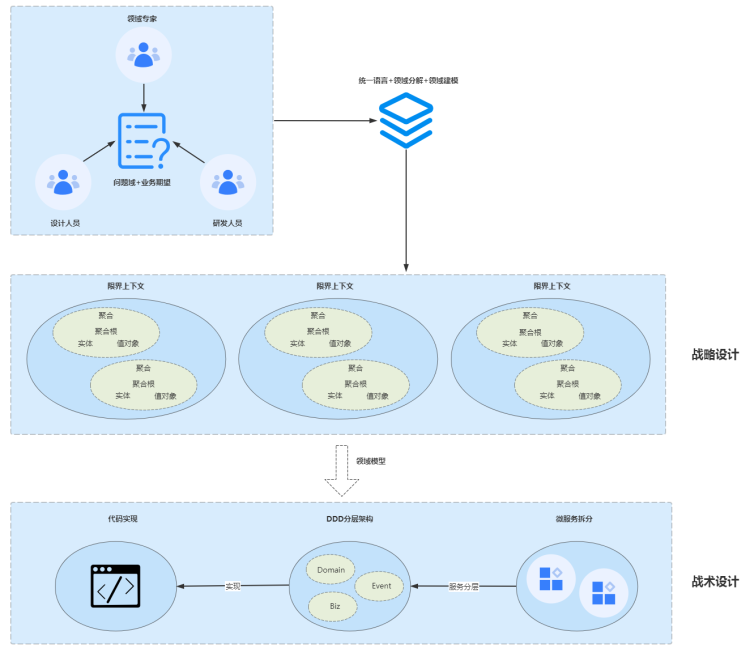 领域专家
统一语言+领域分解+领域建模
问题域+业务期望
设计人员
研发人员
限界上下文
限界上下文
限界上下文
聚合
聚合根
实体
值对象
聚合
聚合根
实体
值对象
聚合
聚合根
实体
值对象
聚合
聚合根
实体
值对象
聚合
聚合根
实体
值对象
聚合
聚合根
实体
值对象
战略设计
领域模型
代码实现
DDD分层架构
微服务拆分
Domain
Event
Biz
实现
服务分层
战术设计